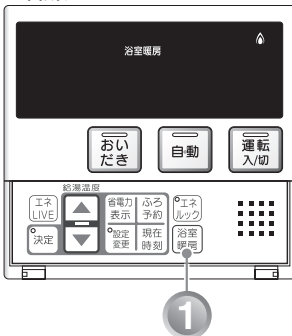 浴室暖房
おい
だき
自動
運転
入/切
給湯温度
エネ
LIVE
省電力
表示
ふろ
予約
エネ
ルック
決定
設定
変更
現在
時刻
浴室
暖房
1